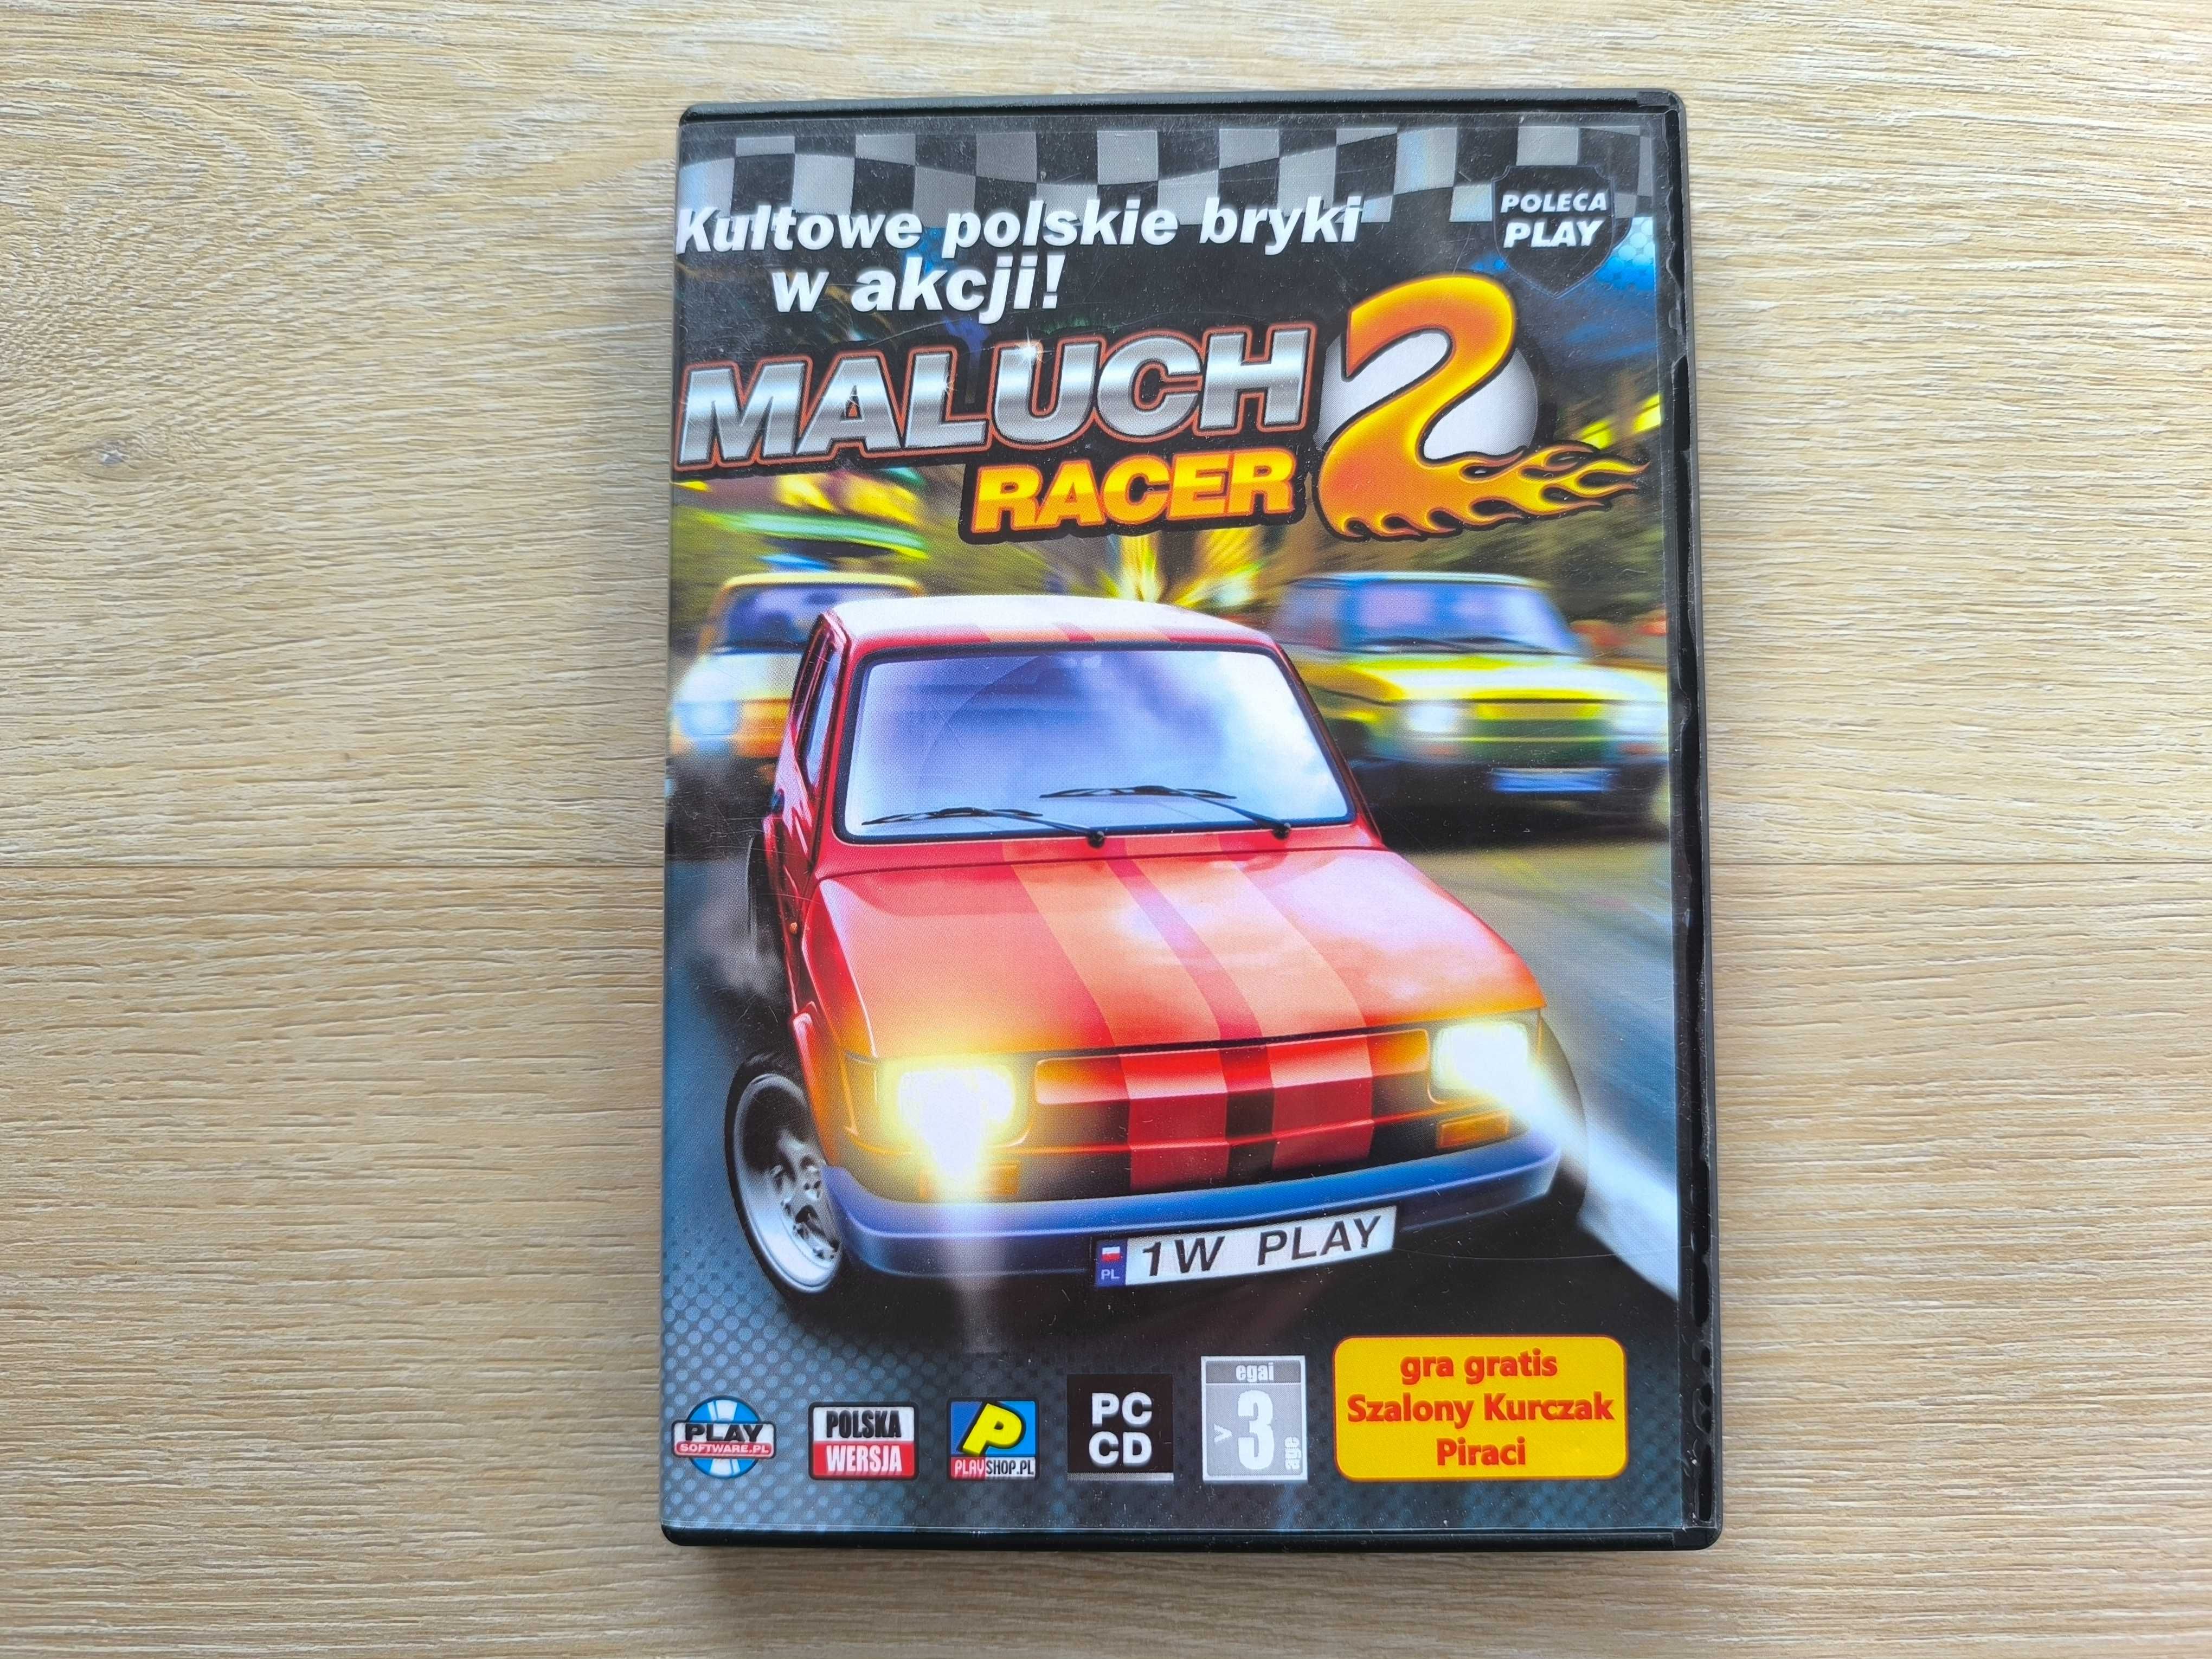 Kultowe polskie bryki
w akcji!
POLECA
PLAY
MALUCH
RACER
2
PL
1W PLAY
PLAY
SOFTWARE.PL
POLSKA
WERSJA
P
PLAYSHOP.PL
PC
CD
egai
> 3
age
gra gratis
Szalony Kurczak
Piraci